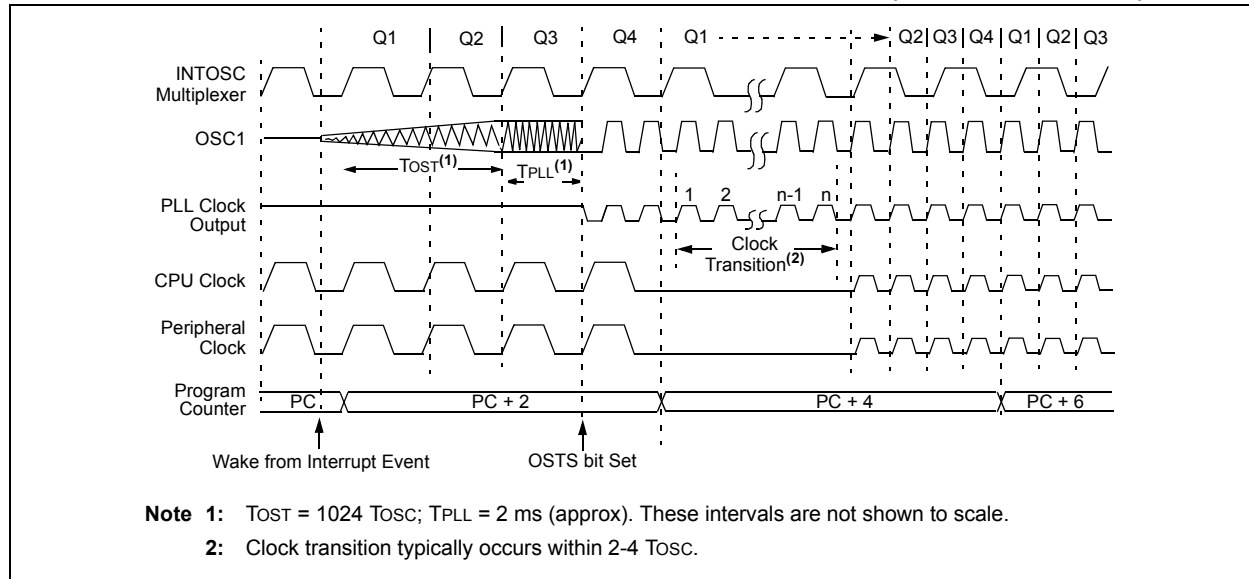 Q1 Q2 Q3 Q4 Q1 Q2 Q3 Q4 Q1 Q2 Q3
INTOSC
Multiplexer
OSC1
TOST(1)
TPLL(1)
1 2 n-1 n
PLL Clock
Output
Clock
Transition(2)
CPU Clock
Peripheral
Clock
Program
Counter
PC PC + 2 PC + 4 PC + 6
Wake from Interrupt Event OSTS bit Set
Note 1: TOST = 1024 TOSC; TPLL = 2 ms (approx). These intervals are not shown to scale.
2: Clock transition typically occurs within 2-4 TOSC.